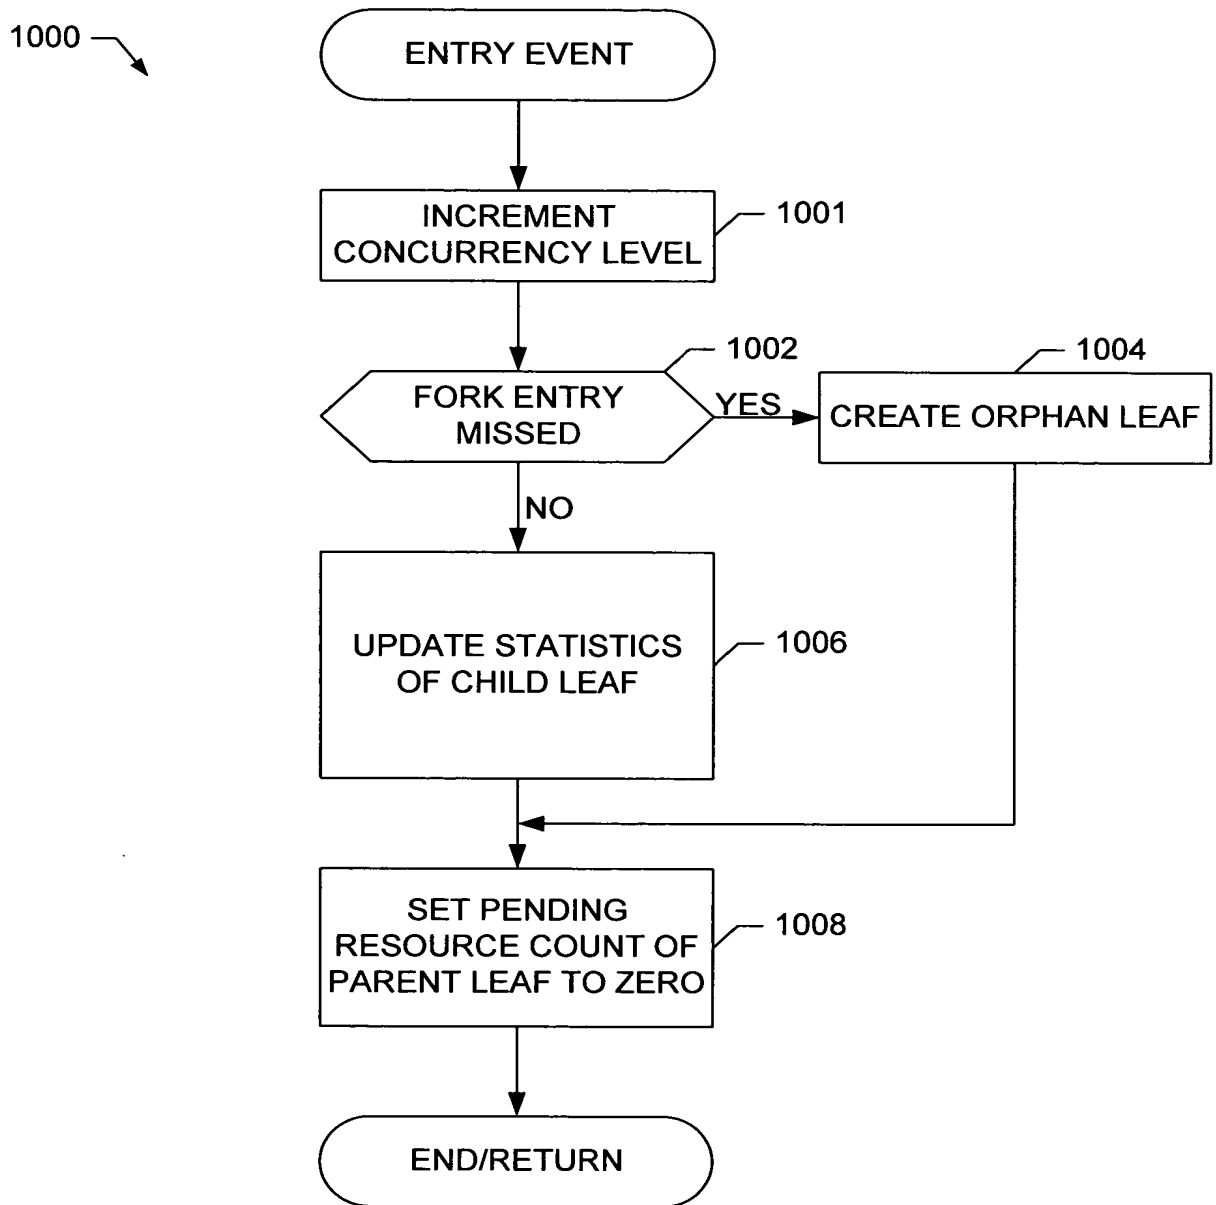 1000
ENTRY EVENT
INCREMENT
CONCURRENCY LEVEL
1001
1002
FORK ENTRY
MISSED
YES
1004
CREATE ORPHAN LEAF
NO
UPDATE STATISTICS
OF CHILD LEAF
1006
SET PENDING
RESOURCE COUNT OF
PARENT LEAF TO ZERO
1008
END/RETURN